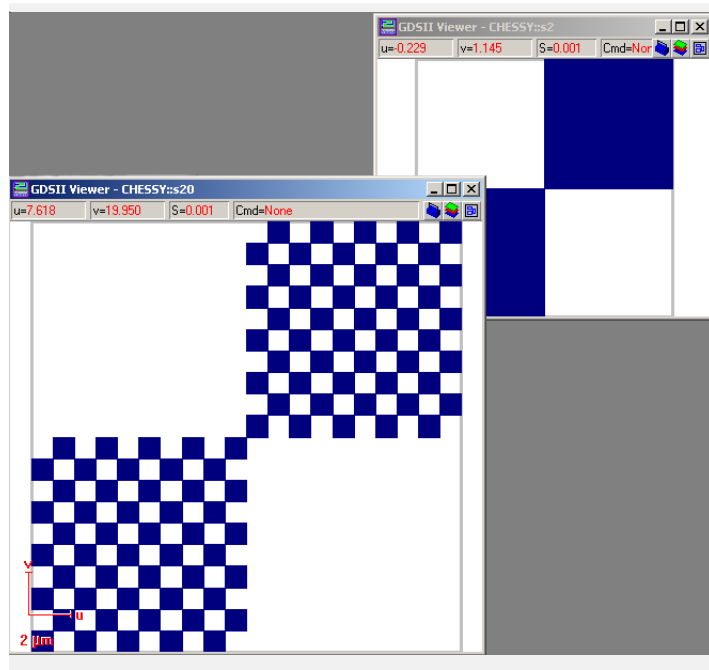 GDSII Viewer - CHESSY::s2
u=-0.229 v=1.145 S=0.001 Cmd=Nor
GDSII Viewer - CHESSY::s20
u=7.618 v=19.950 S=0.001 Cmd=None
v
u
2 µm